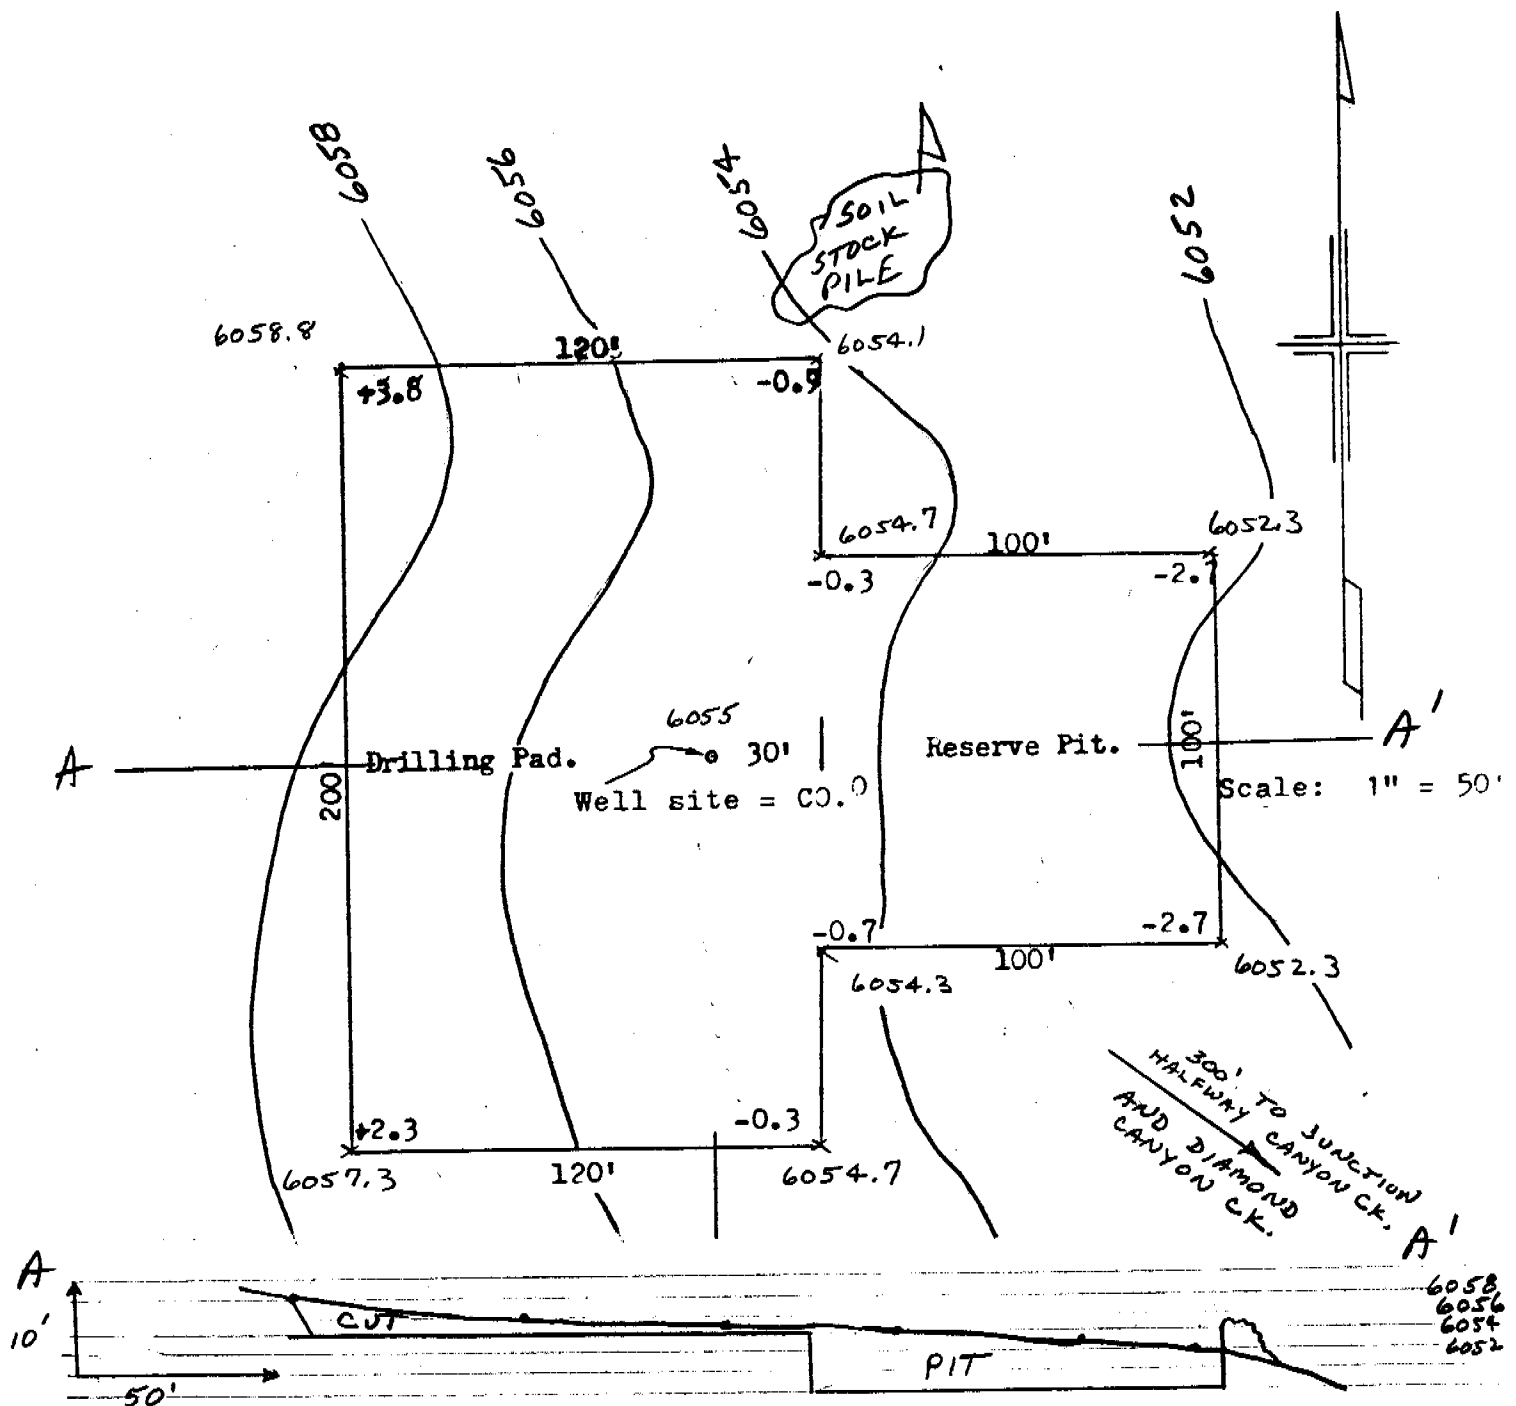 6058
6056
6054
6052
SOIL
STOCK
PILE
6058.8
120'
6054.1
+3.8
-0.9
6054.7
100'
6052.3
-0.3
-2.7
A
Drilling Pad.
6055
30'
Well site =
Reserve Pit.
100'
A'
200
Scale: 1" = 50'
-0.7
-2.7
100'
6054.3
6052.3
+2.3
-0.3
6057.3
120'
6054.7
300' TO JUNCTION
HALFWAY CANYON CK.
AND DIAMOND
CANYON CK.
A
A'
6058
6056
6054
6052
10'
CUT
PIT
50'